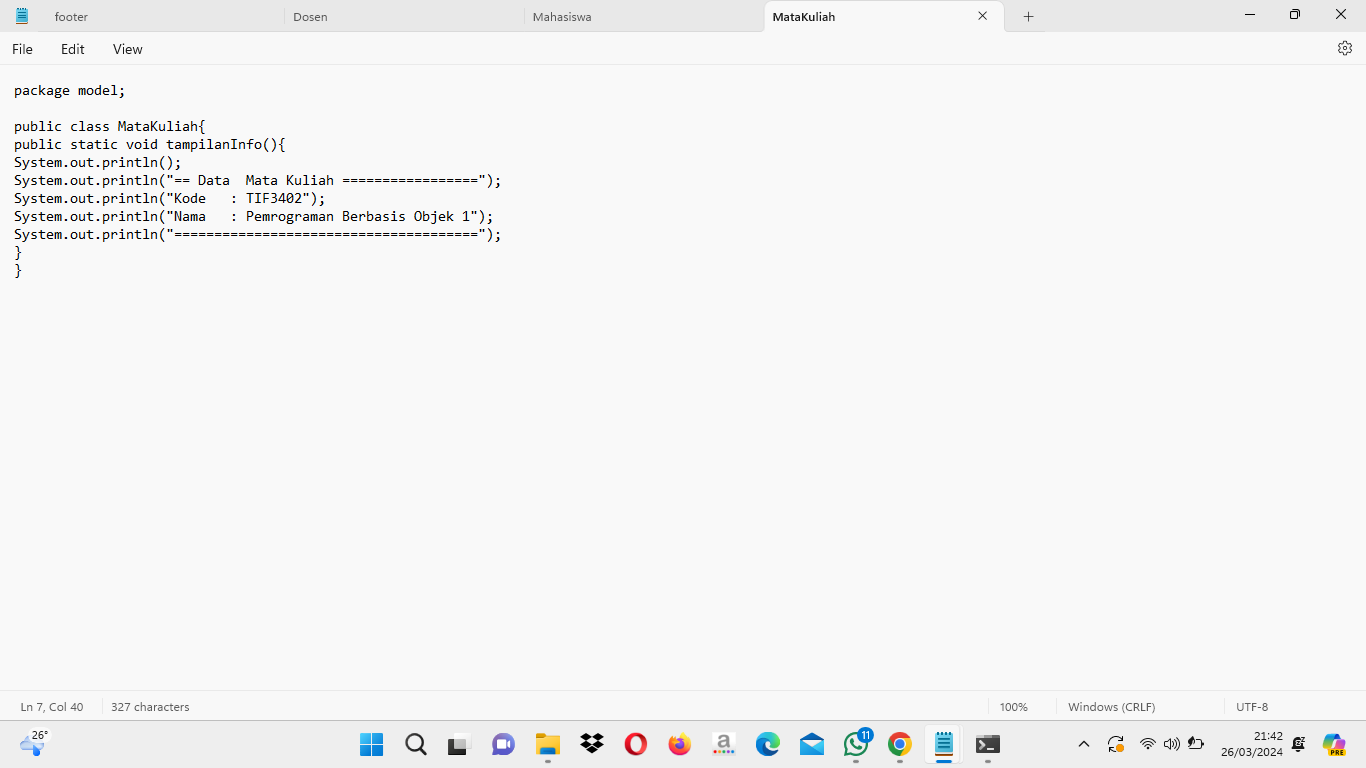 footer
Dosen
Mahasiswa
MataKuliah
File
Edit
View
package model;
public class MataKuliah{
public static void tampilanInfo(){
System.out.println();
System.out.println("== Data  Mata Kuliah =================");
System.out.println("Kode   : TIF3402");
System.out.println("Nama   : Pemrograman Berbasis Objek 1");
System.out.println("======================================");
}
}
Ln 7, Col 40
327 characters
100%
Windows (CRLF)
UTF-8
26°
a
11
21:42
26/03/2024
PRE